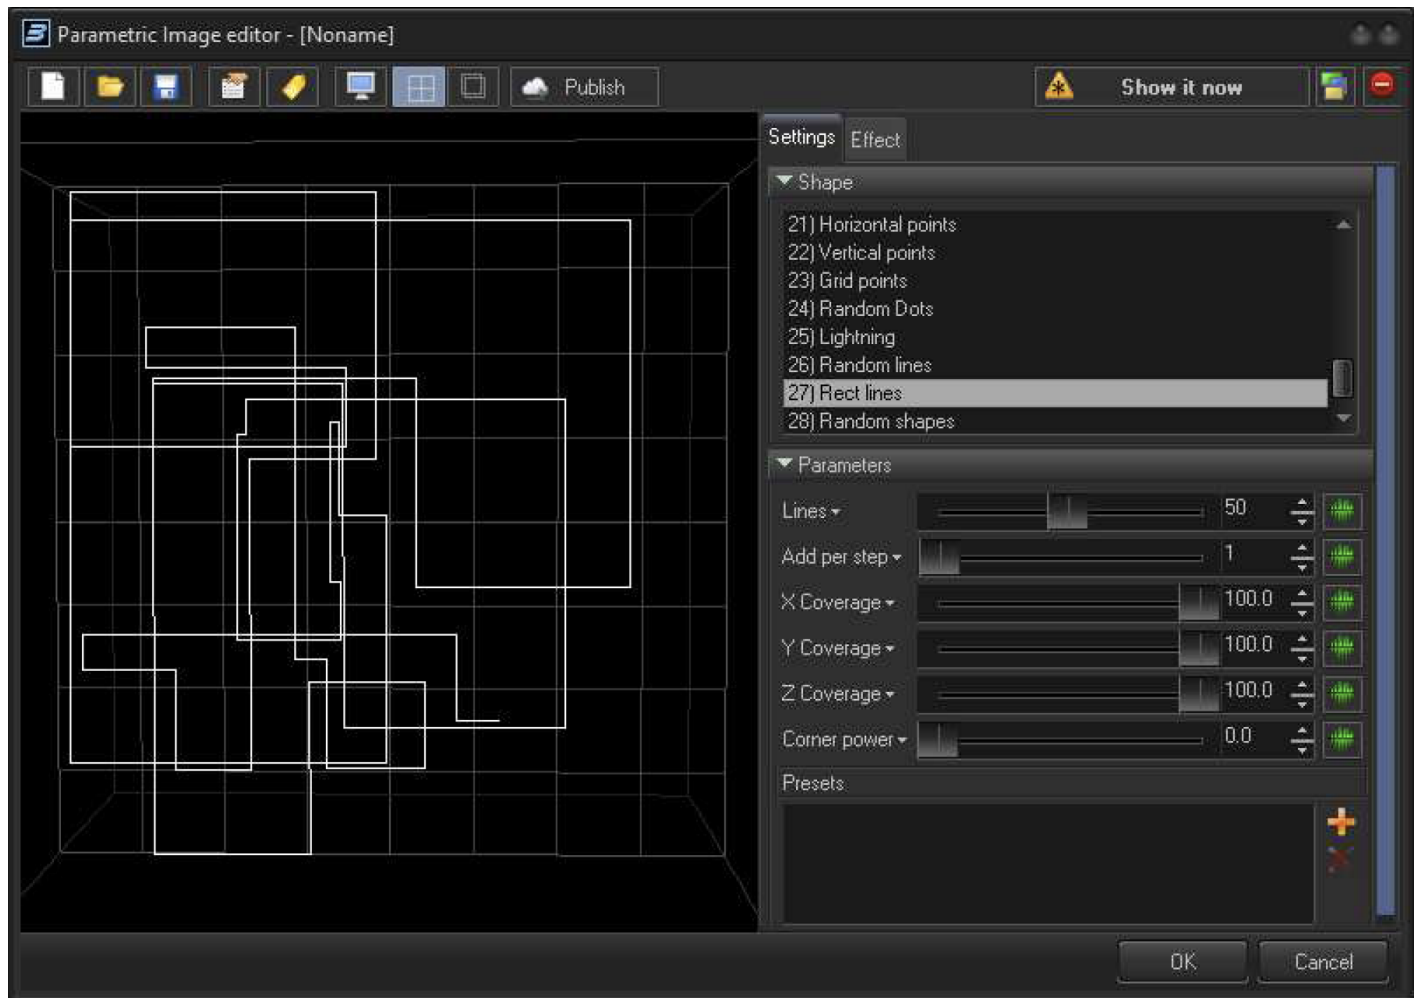 Parametric Image editor - [Noname]
Publish
Show it now
Settings Effect
Shape
21) Horizontal points
22) Vertical points
23) Grid points
24) Random Dots
25) Lightning
26) Random lines
27) Rect lines
28) Random shapes
Parameters
Lines 50
Add per step 1
X Coverage 100.0
Y Coverage 100.0
Z Coverage 100.0
Corner power 0.0
Presets
OK Cancel